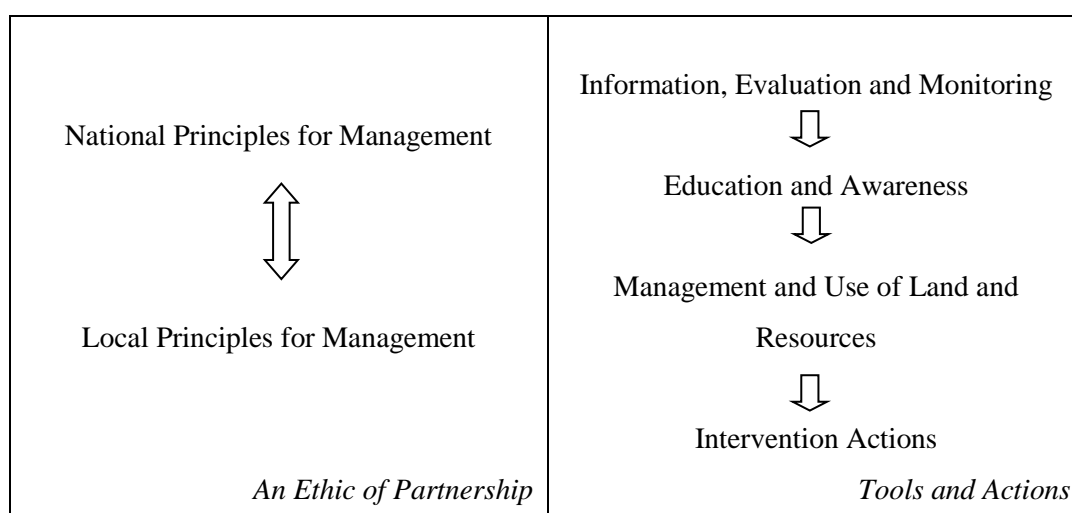 National Principles for Management
Local Principles for Management
An Ethic of Partnership
Information, Evaluation and Monitoring
Education and Awareness
Management and Use of Land and
Resources
Intervention Actions
Tools and Actions